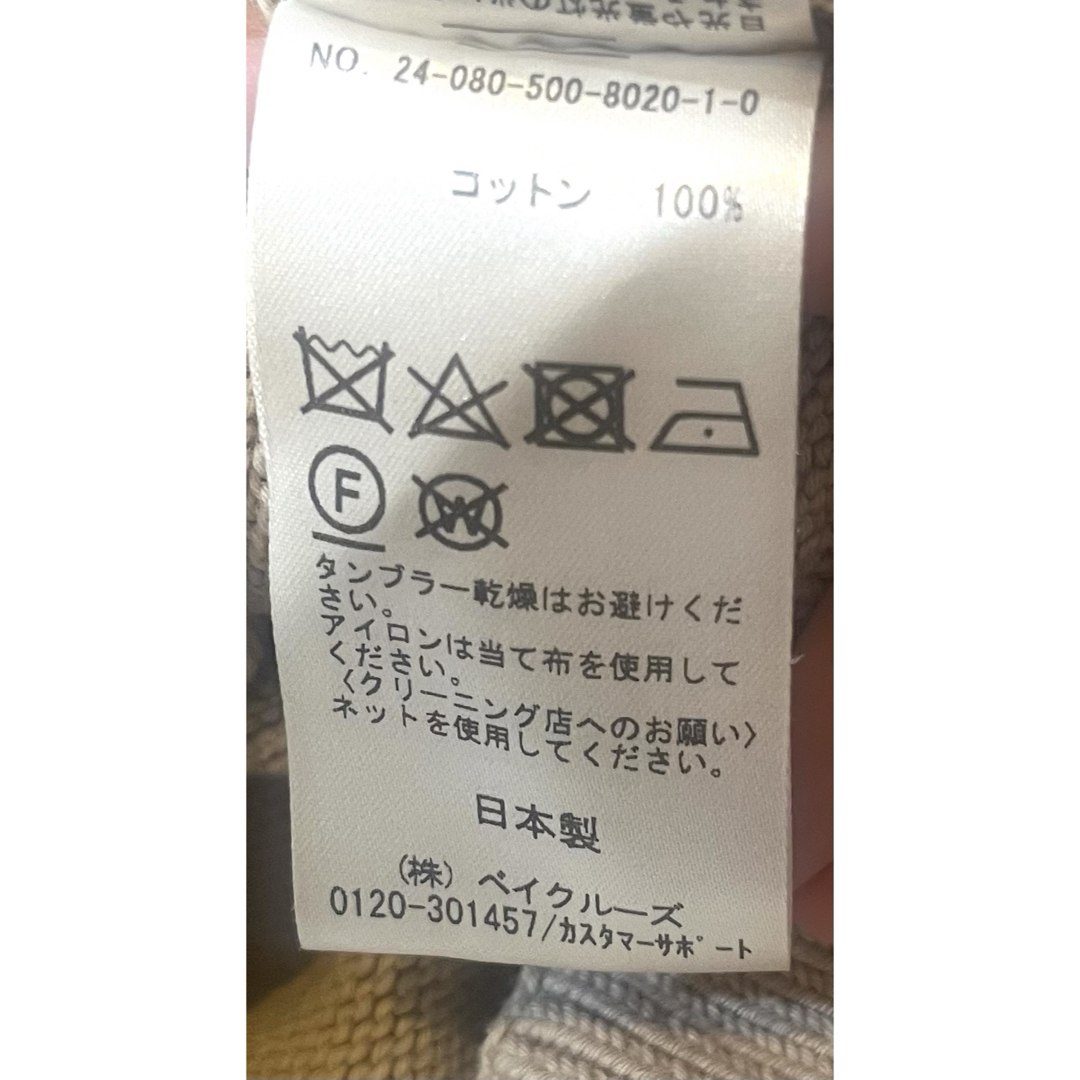 NO. 24-080-500-8020-1-0
コットン 100%
F
W
タンブラー乾燥はお避けくだ
さい。
アイロンは当て布を使用して
ください。
〈クリーニング店へのお願い〉
ネットを使用してください。
日本製
(株) ベイクルーズ
0120-301457/カスタマーサポート